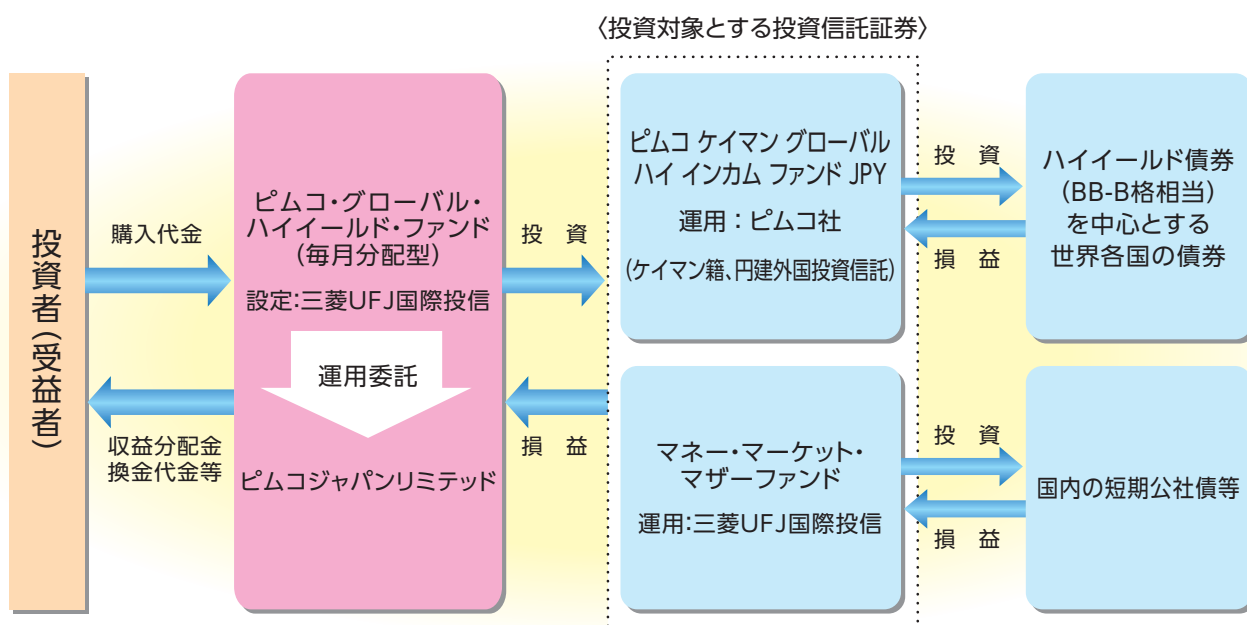 〈投資対象とする投資信託証券〉
投資者(受益者)
購入代金
収益分配金
換金代金等
ピムコ・グローバル・
ハイイールド・ファンド
(毎月分配型)
設定:三菱UFJ国際投信
運用委託
ピムコジャパンリミテッド
投 資
損 益
ピムコ ケイマン グローバル
ハイ インカム ファンド JPY
運用:ピムコ社
(ケイマン籍、円建外国投資信託)
投 資
損 益
ハイイールド債券
(BB-B格相当)
を中心とする
世界各国の債券
マネー・マーケット・
マザーファンド
運用:三菱UFJ国際投信
投 資
損 益
国内の短期公社債等